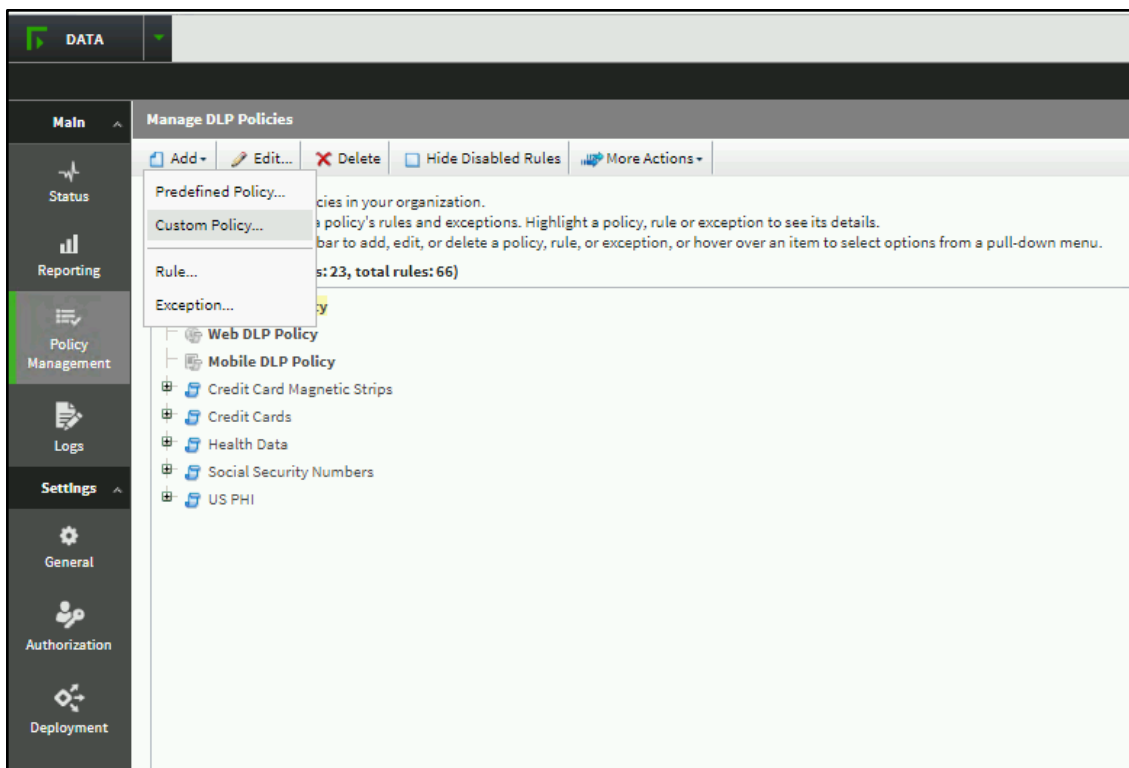 DATA
Main
Manage DLP Policies
Add
Edit...
Delete
Hide Disabled Rules
More Actions
Status
Predefined Policy...
cies in your organization.
Custom Policy...
a policy's rules and exceptions. Highlight a policy, rule or exception to see its details.
bar to add, edit, or delete a policy, rule, or exception, or hover over an item to select options from a pull-down menu.
Reporting
Rule...
s: 23, total rules: 66)
Exception...
cy
Policy
Management
Web DLP Policy
Mobile DLP Policy
Credit Card Magnetic Strips
Credit Cards
Logs
Health Data
Social Security Numbers
Settings
US PHI
General
Authorization
Deployment